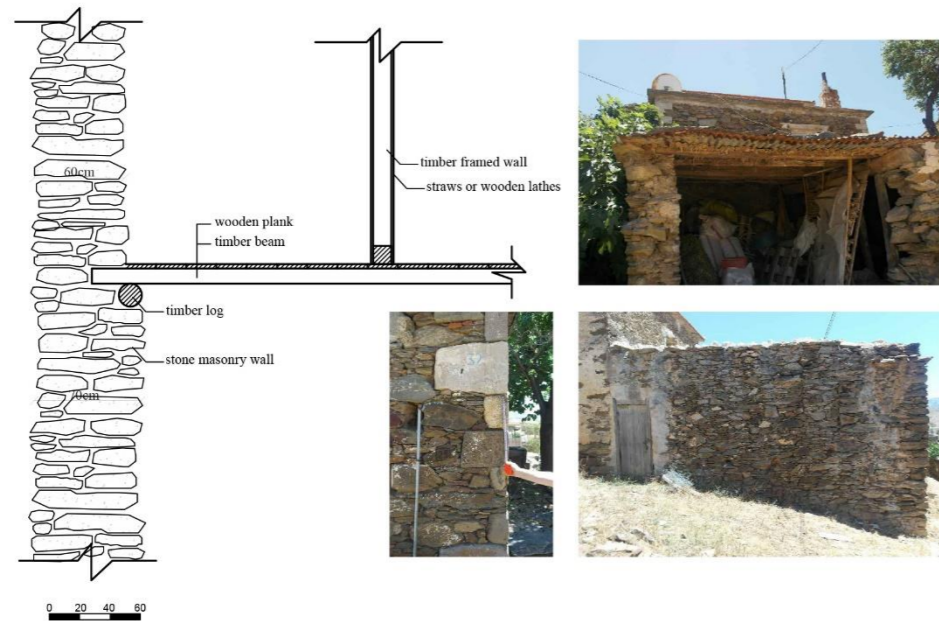 60cm
timber framed wall
straws or wooden lathes
wooden plank
timber beam
timber log
stone masonry wall
70cm
0 20 40 60